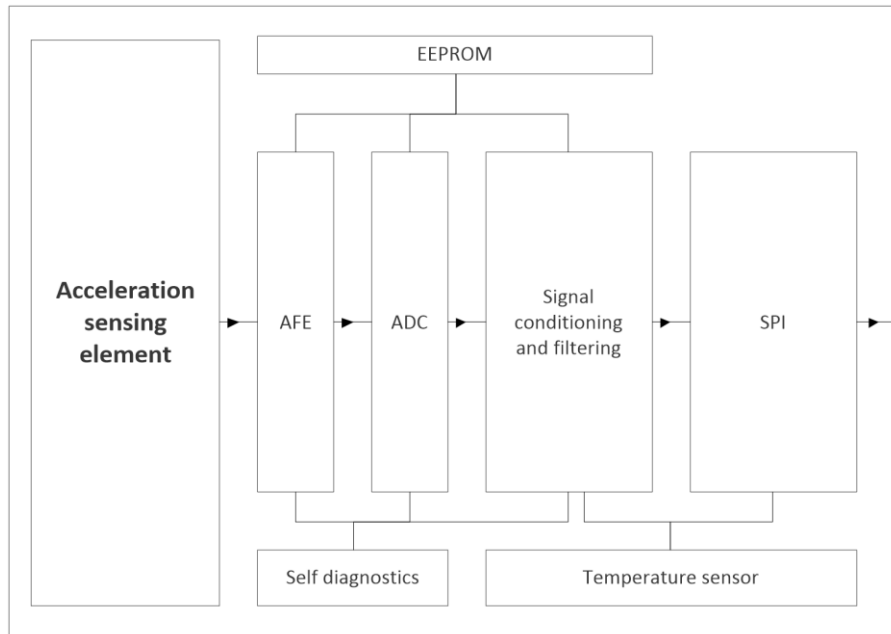 EEPROM
Acceleration
sensing
element
AFE
ADC
Signal
conditioning
and filtering
SPI
Self diagnostics
Temperature sensor